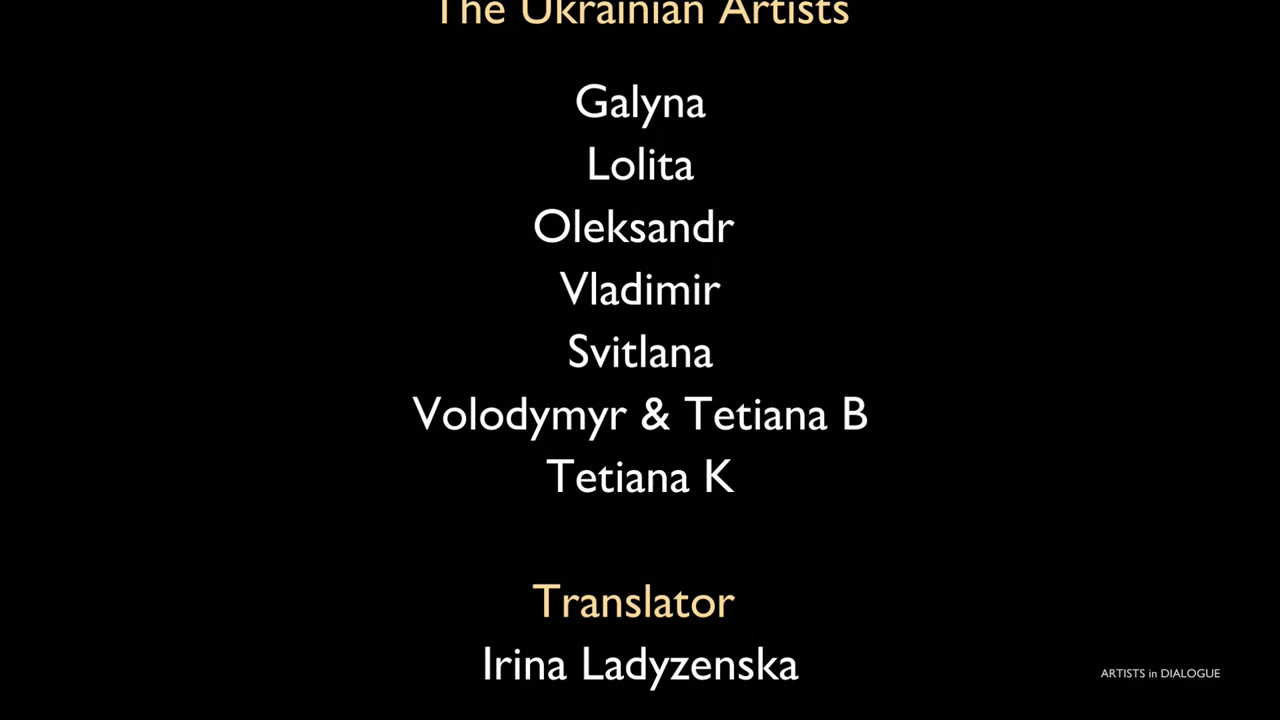 The Ukrainian Artists
Galyna
Lolita
Oleksandr
Vladimir
Svitlana
Volodymyr & Tetiana B
Tetiana K
Translator
Irina Ladyzenska
ARTISTS in DIALOGUE